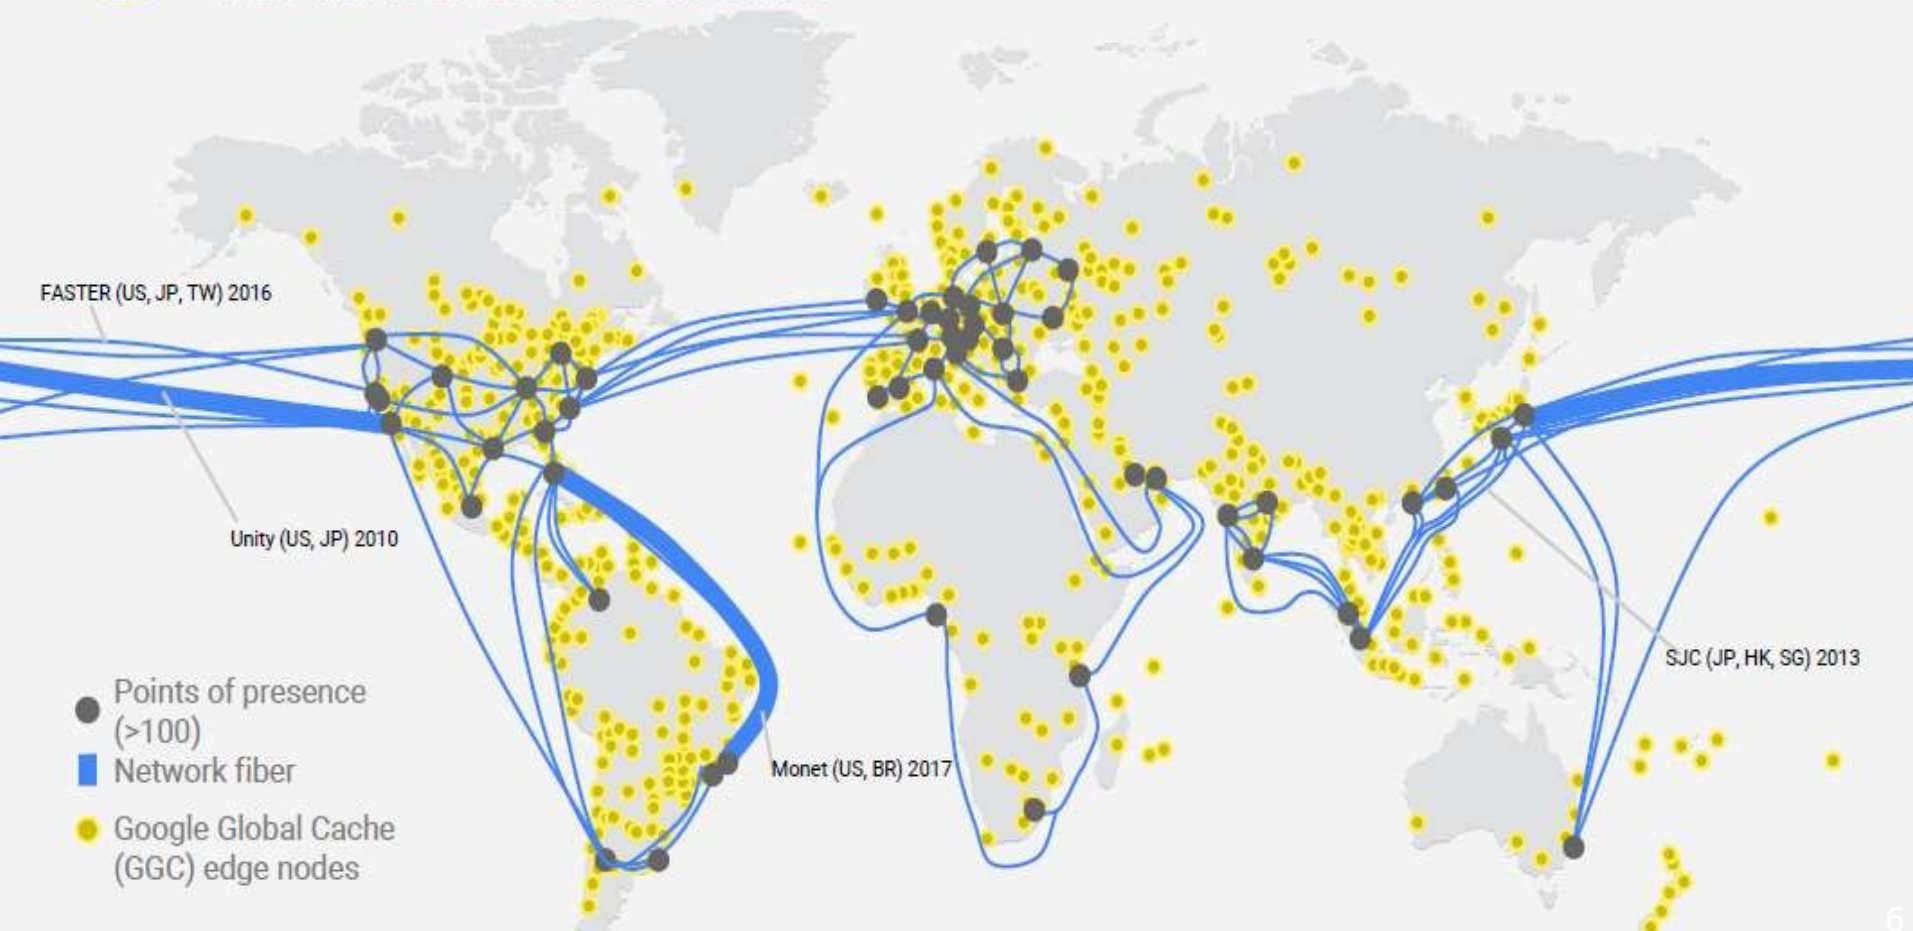 FASTER (US, JP, TW) 2016
Unity (US, JP) 2010
SJC (JP, HK, SG) 2013
Monet (US, BR) 2017
Points of presence
(>100)
Network fiber
Google Global Cache
(GGC) edge nodes
6